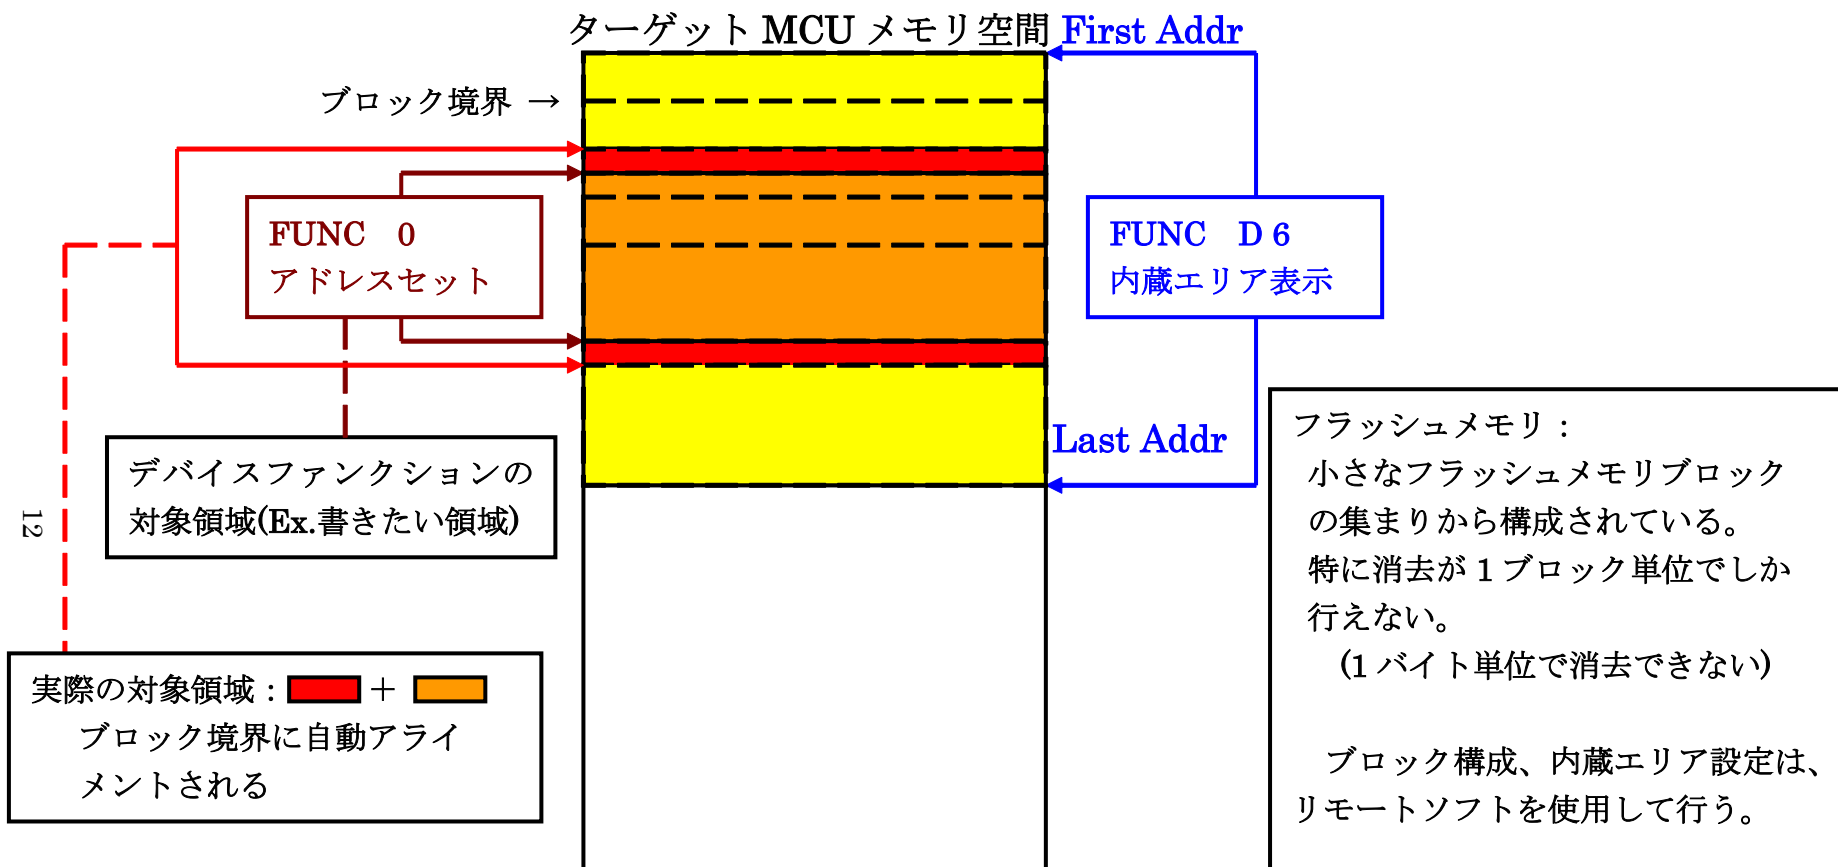 ターゲット MCU メモリ空間 First Addr
ブロック境界 →
FUNC 0
アドレスセット
FUNC D 6
内蔵エリア表示
Last Addr
デバイスファンクションの
対象領域(Ex.書きたい領域)
12
実際の対象領域 : ＋
ブロック境界に自動アライ
メントされる
フラッシュメモリ :
小さなフラッシュメモリブロック
の集まりから構成されている。
特に消去が 1 ブロック単位でしか
行えない。
(1 バイト単位で消去できない)
ブロック構成、内蔵エリア設定は、
リモートソフトを使用して行う。